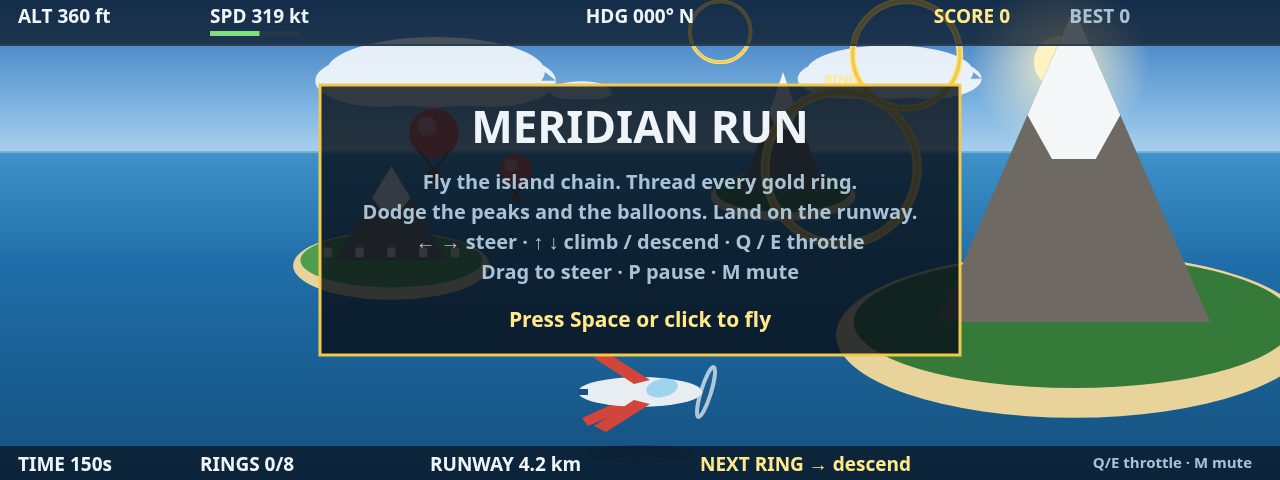 ALT 360 ft SPD 319 kt HDG 000° N SCORE 0 BEST 0
RING
MERIDIAN RUN
Fly the island chain. Thread every gold ring.
Dodge the peaks and the balloons. Land on the runway.
← → steer · ↑ ↓ climb / descend · Q / E throttle
Drag to steer · P pause · M mute
Press Space or click to fly
TIME 150s RINGS 0/8 RUNWAY 4.2 km NEXT RING → descend Q/E throttle · M mute